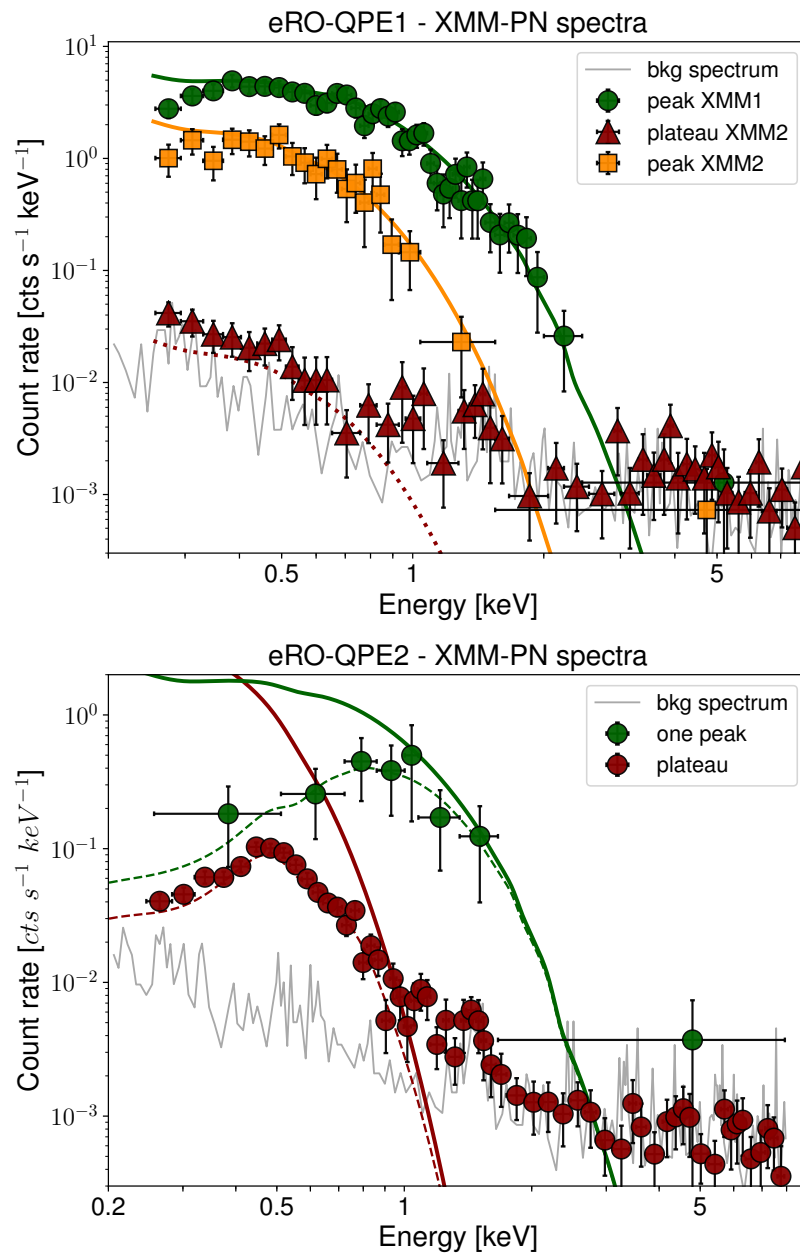 eRO-QPE1 - XMM-PN spectra
bkg spectrum
peak XMM1
plateau XMM2
peak XMM2
Count rate [cts s⁻¹ keV⁻¹]
10¹
10⁰
10⁻¹
10⁻²
10⁻³
0.5
1
5
Energy [keV]
eRO-QPE2 - XMM-PN spectra
bkg spectrum
one peak
plateau
Count rate [cts s⁻¹ keV⁻¹]
10⁰
10⁻¹
10⁻²
10⁻³
0.2
0.5
1
5
Energy [keV]